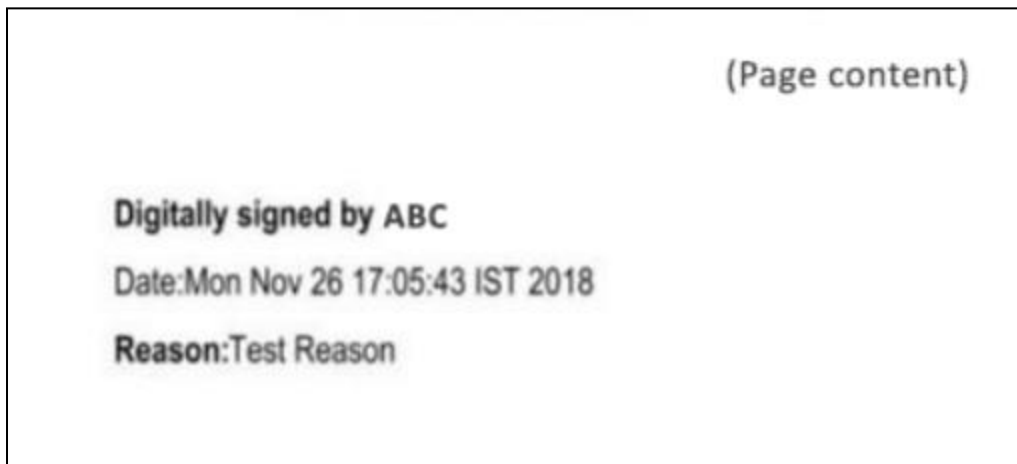 (Page content)
Digitally signed by ABC
Date:Mon Nov 26 17:05:43 IST 2018
Reason:Test Reason